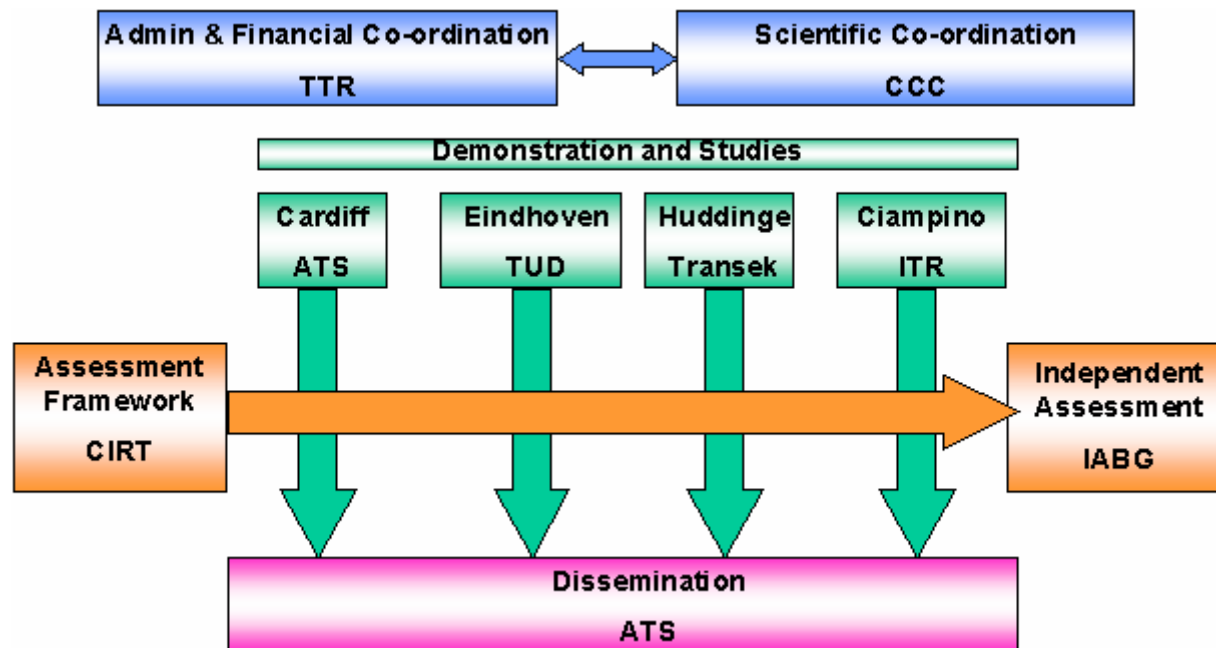 Admin & Financial Co-ordination
TTR
Scientific Co-ordination
CCC
Demonstration and Studies
Cardiff
ATS
Eindhoven
TUD
Huddinge
Transek
Ciampino
ITR
Assessment
Framework
CIRT
Independent
Assessment
IABG
Dissemination
ATS